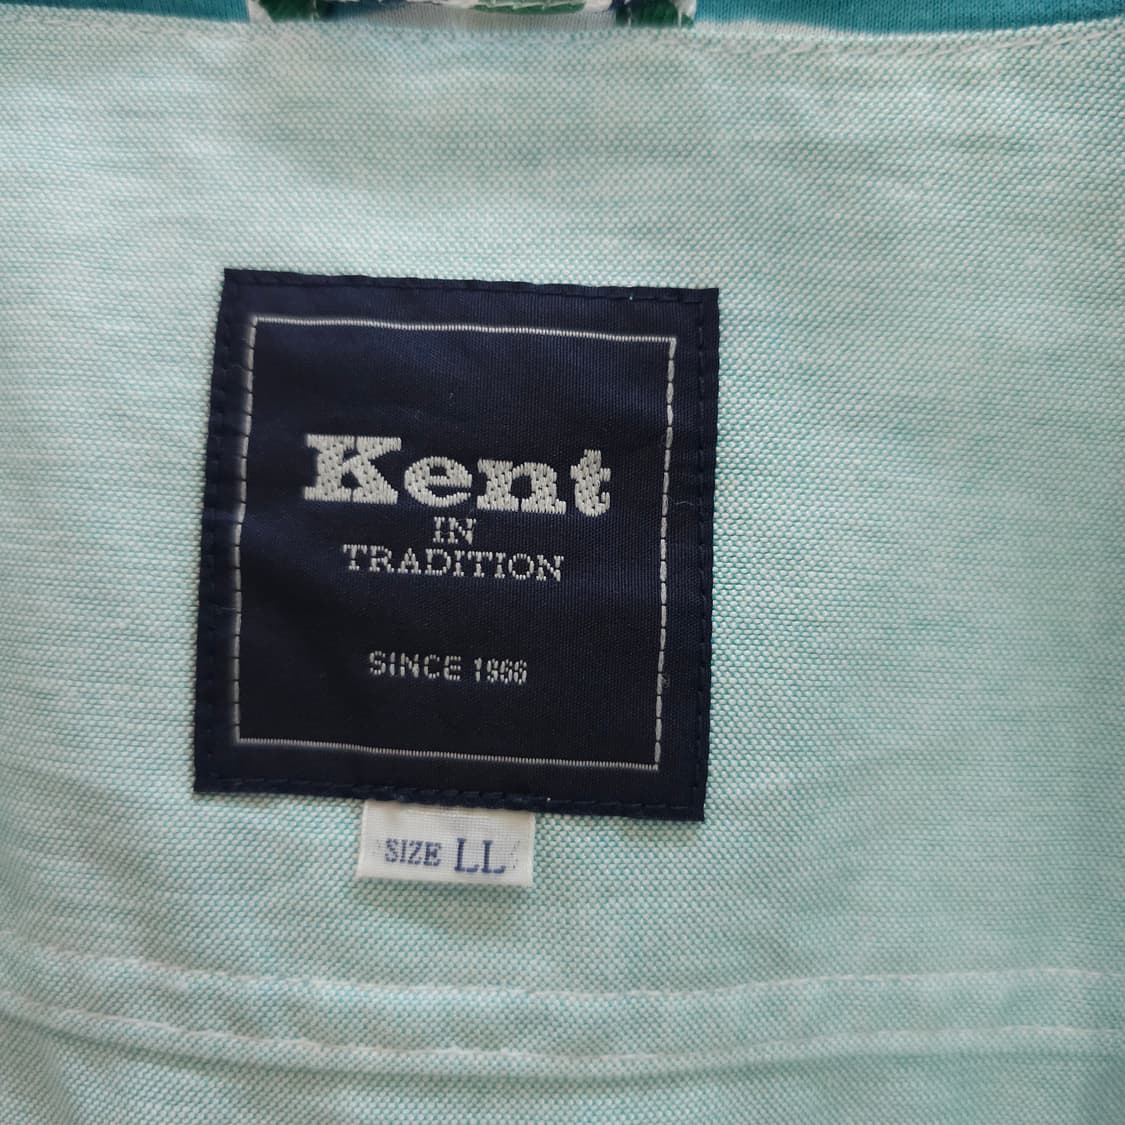 Kent
IN
TRADITION
SINCE 1966
SIZE LL